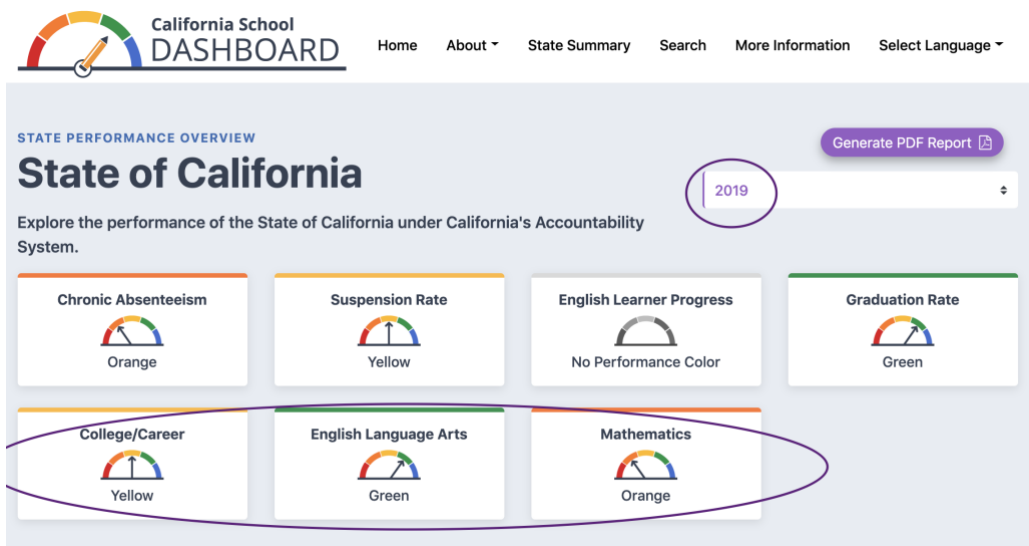 California School
DASHBOARD
Home About State Summary Search More Information Select Language
STATE PERFORMANCE OVERVIEW
Generate PDF Report
State of California
2019
Explore the performance of the State of California under California's Accountability
System.
Chronic Absenteeism
Orange
Suspension Rate
Yellow
English Learner Progress
No Performance Color
Graduation Rate
Green
College/Career
Yellow
English Language Arts
Green
Mathematics
Orange